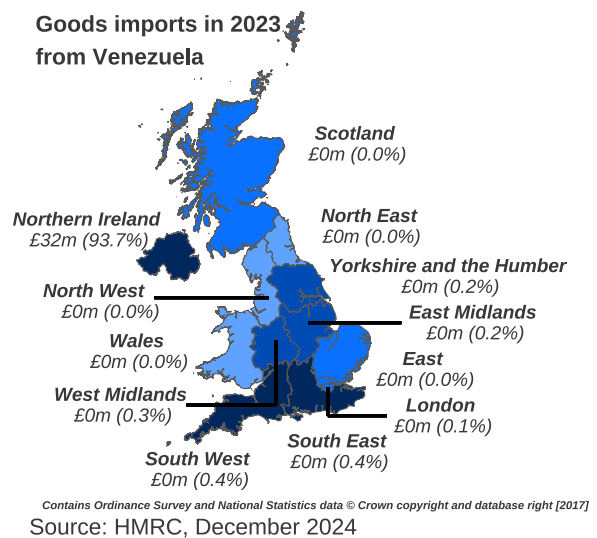 Goods imports in 2023
from Venezuela
Scotland
£0m (0.0%)
Northern Ireland
£32m (93.7%)
North East
£0m (0.0%)
Yorkshire and the Humber
£0m (0.2%)
North West
£0m (0.0%)
East Midlands
£0m (0.2%)
Wales
£0m (0.0%)
East
£0m (0.0%)
West Midlands
£0m (0.3%)
London
£0m (0.1%)
South East
£0m (0.4%)
South West
£0m (0.4%)
Contains Ordinance Survey and National Statistics data © Crown copyright and database right [2017]
Source: HMRC, December 2024